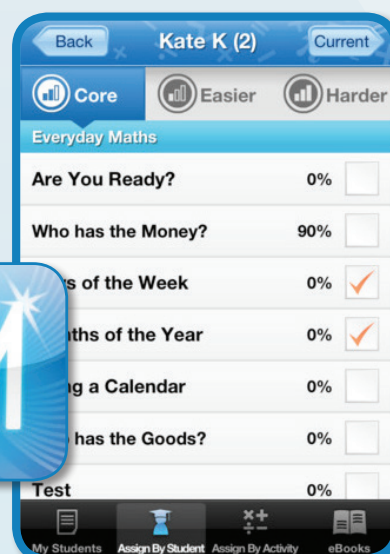 Back Kate K (2) Current
Core Easier Harder
Everyday Maths
Are You Ready? 0%
Who has the Money? 90%
of the Week 0%
of the Year 0%
a Calendar 0%
has the Goods? 0%
Test 0%
My Students Assign By Student Assign By Activity eBooks